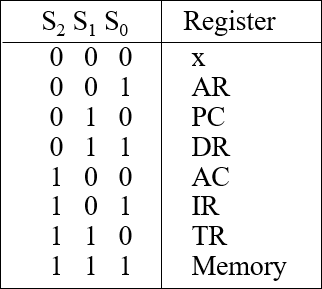 S2 S1 S0 Register
0 0 0 x
0 0 1 AR
0 1 0 PC
0 1 1 DR
1 0 0 AC
1 0 1 IR
1 1 0 TR
1 1 1 Memory